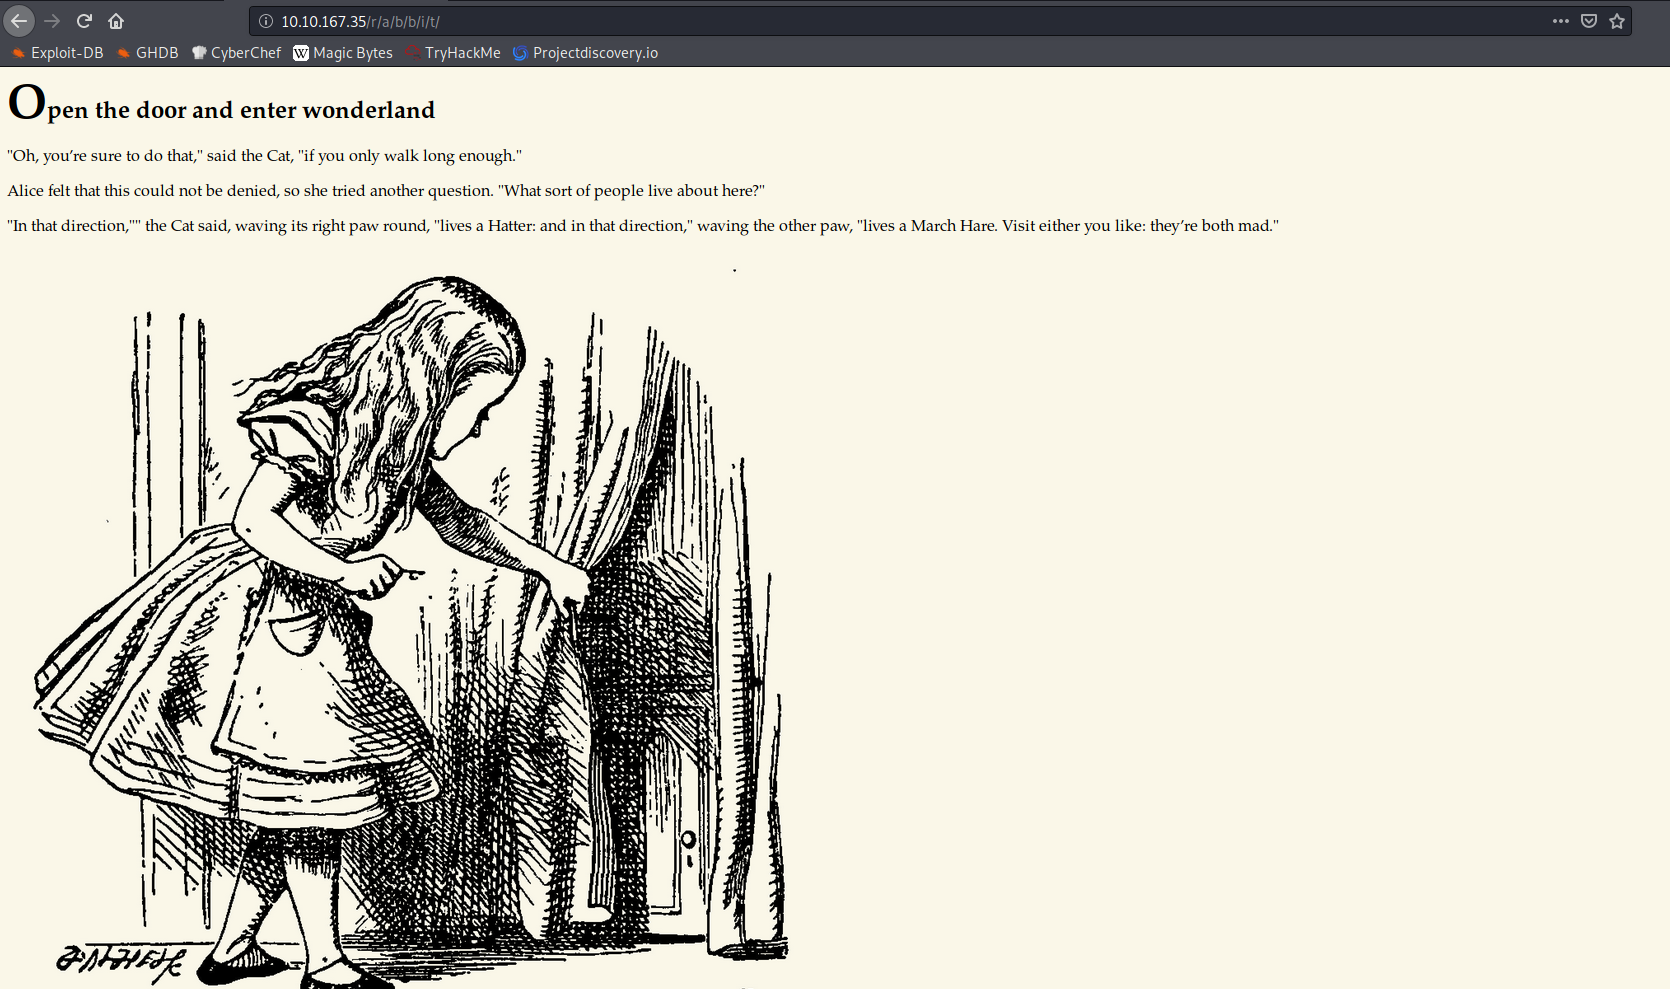 10.10.167.35/r/a/b/b/i/t/
Exploit-DB GHDB CyberChef W Magic Bytes TryHackMe Projectdiscovery.io
Open the door and enter wonderland
"Oh, you’re sure to do that," said the Cat, "if you only walk long enough."
Alice felt that this could not be denied, so she tried another question. "What sort of people live about here?"
"In that direction,"" the Cat said, waving its right paw round, "lives a Hatter: and in that direction," waving the other paw, "lives a March Hare. Visit either you like: they’re both mad."